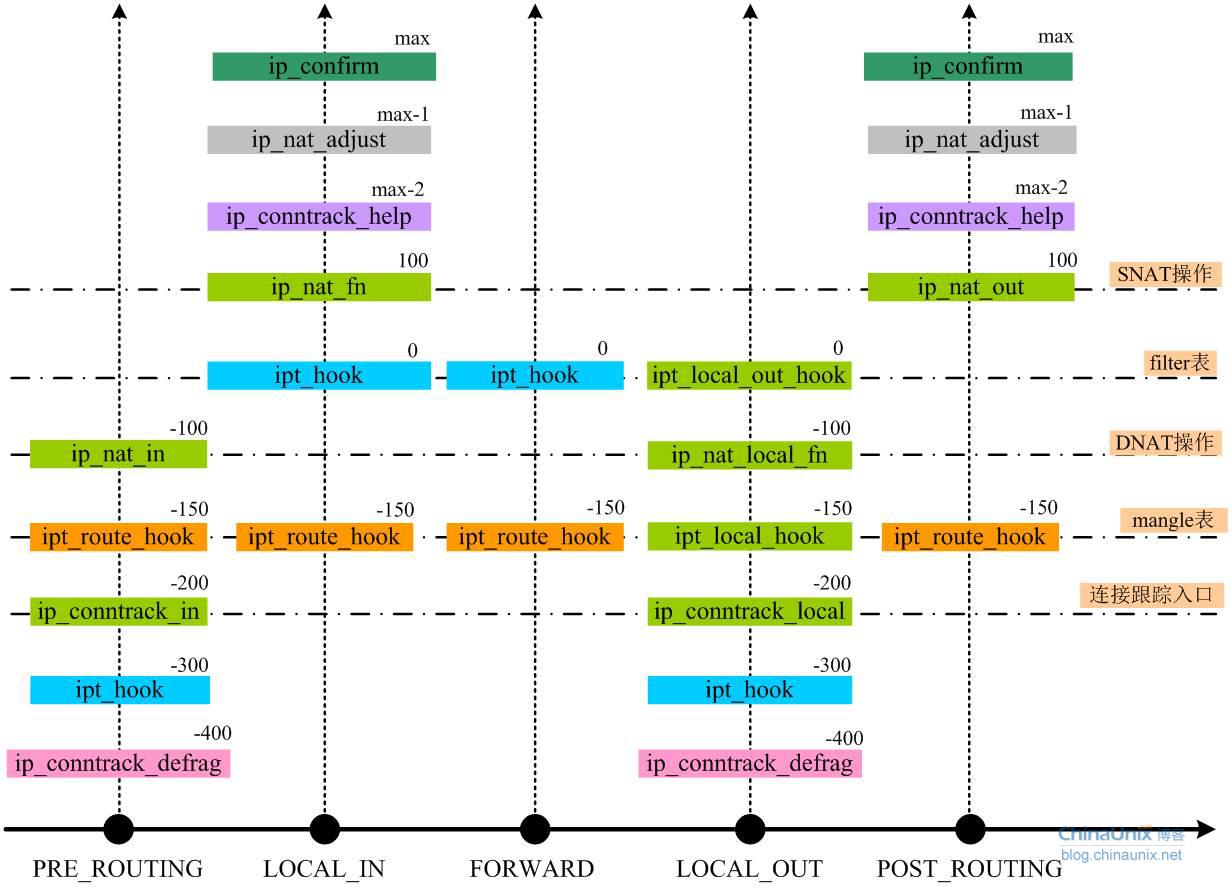 max
max
ip_confirm
ip_confirm
max-1
max-1
ip_nat_adjust
ip_nat_adjust
max-2
max-2
ip_conntrack_help
ip_conntrack_help
100
100
ip_nat_fn
ip_nat_out
SNAT操作
0
0
0
ipt_hook
ipt_hook
ipt_local_out_hook
filter表
-100
-100
ip_nat_in
ip_nat_local_fn
DNAT操作
-150
-150
-150
-150
-150
ipt_route_hook
ipt_route_hook
ipt_route_hook
ipt_local_hook
ipt_route_hook
mangle表
-200
-200
ip_conntrack_in
ip_conntrack_local
连接跟踪入口
-300
-300
ipt_hook
ipt_hook
-400
-400
ip_conntrack_defrag
ip_conntrack_defrag
PRE_ROUTING
LOCAL_IN
FORWARD
LOCAL_OUT
POST_ROUTING
ChinaUnix 博客
blog.chinaunix.net